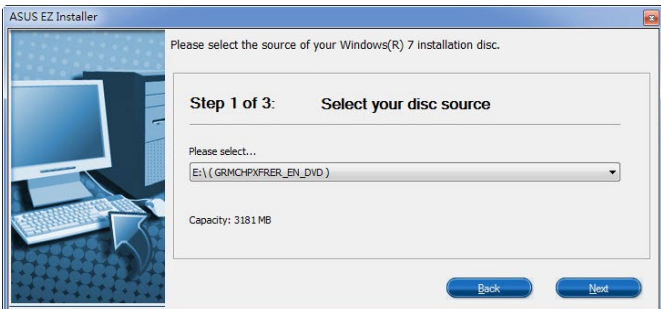 ASUS EZ Installer
Please select the source of your Windows(R) 7 installation disc.
Step 1 of 3: Select your disc source
Please select...
E:\ ( GRMCHPXFRER_EN_DVD )
Capacity: 3181 MB
Back Next